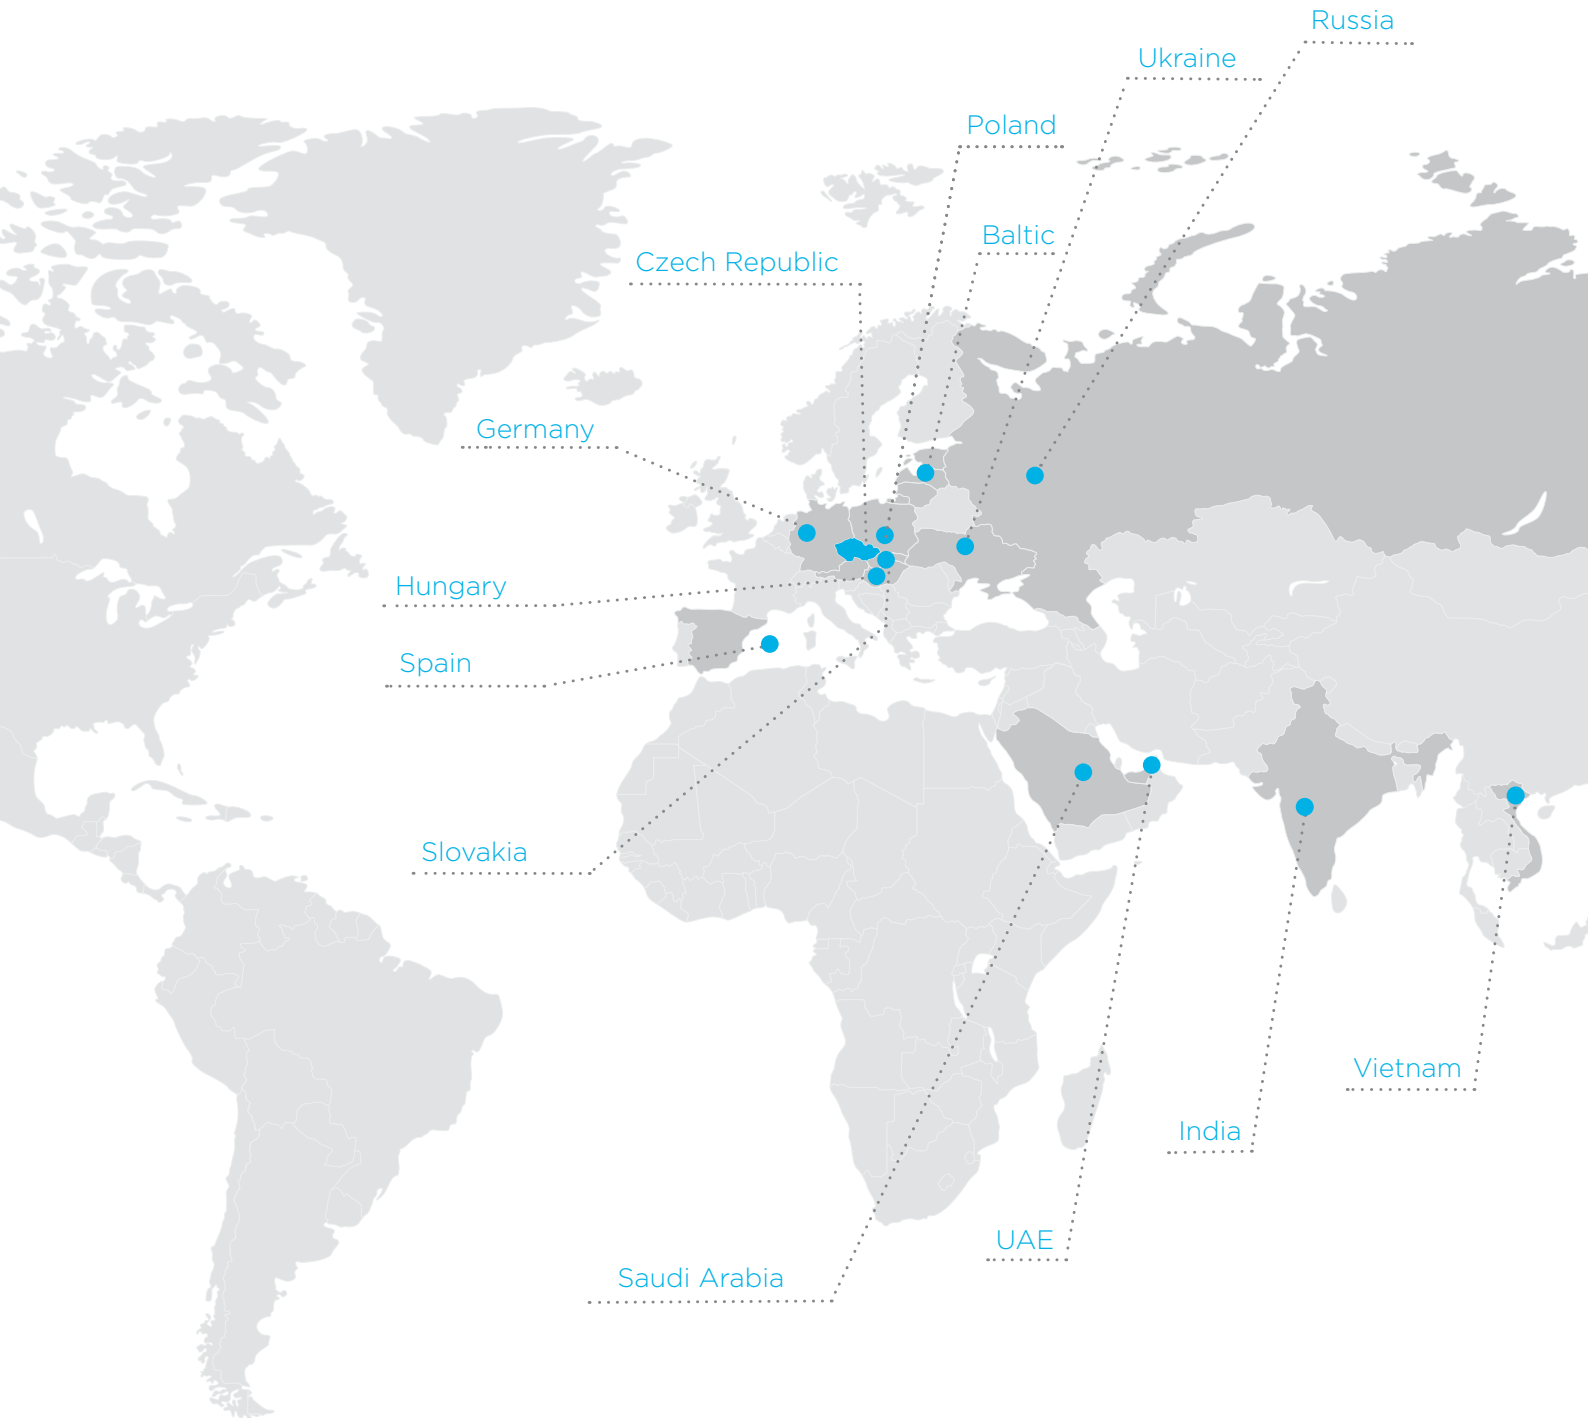 Russia
Ukraine
Poland
Baltic
Czech Republic
Germany
Hungary
Spain
Slovakia
Vietnam
India
UAE
Saudi Arabia